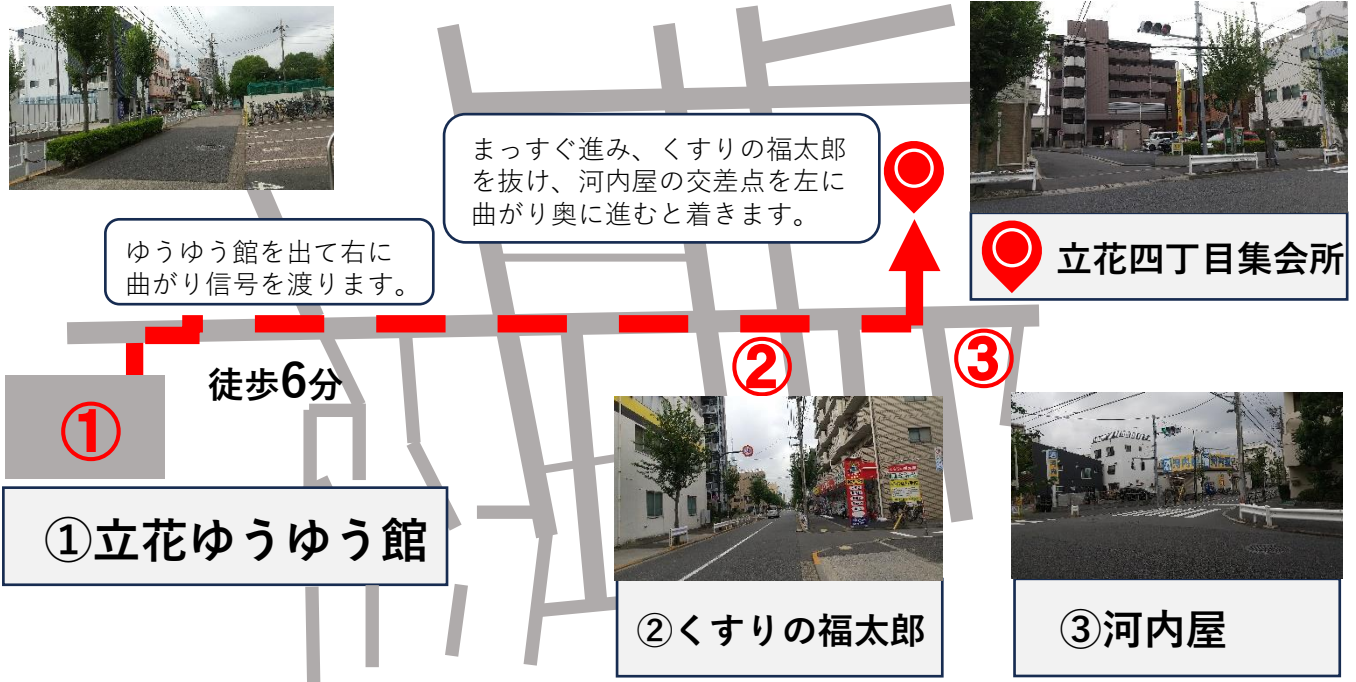 まっすぐ進み、くすりの福太郎
を抜け、河内屋の交差点を左に
曲がり奥に進むと着きます。
ゆうゆう館を出て右に
曲がり信号を渡ります。
立花四丁目集会所
徒歩6分
①
②
③
①立花ゆうゆう館
②くすりの福太郎
③河内屋